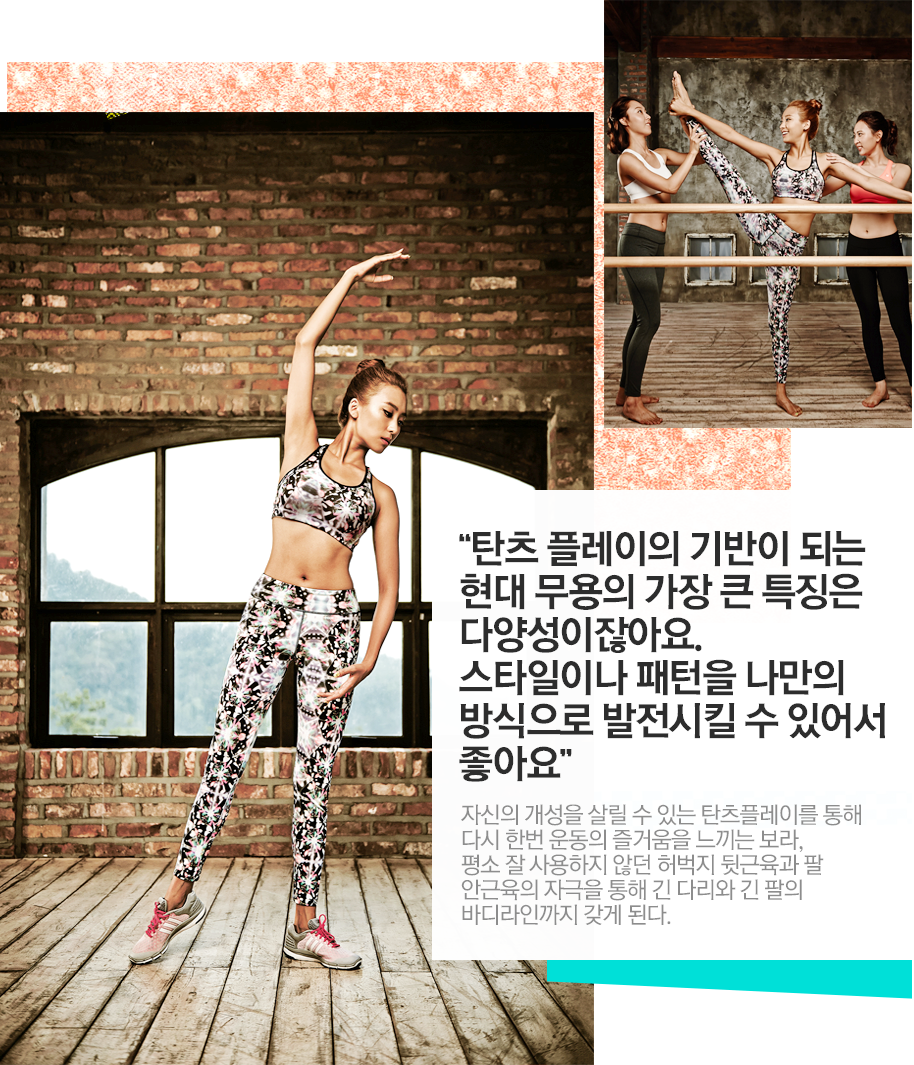 “탄츠 플레이의 기반이 되는
현대 무용의 가장 큰 특징은
다양성이잖아요.
스타일이나 패턴을 나만의
방식으로 발전시킬 수 있어서
좋아요"
자신의 개성을 살릴 수 있는 탄츠플레이를 통해
다시 한번 운동의 즐거움을 느끼는 보라,
평소 잘 사용하지 않던 허벅지 뒷근육과 팔
안근육의 자극을 통해 긴 다리와 긴 팔의
바디라인까지 갖게 된다.